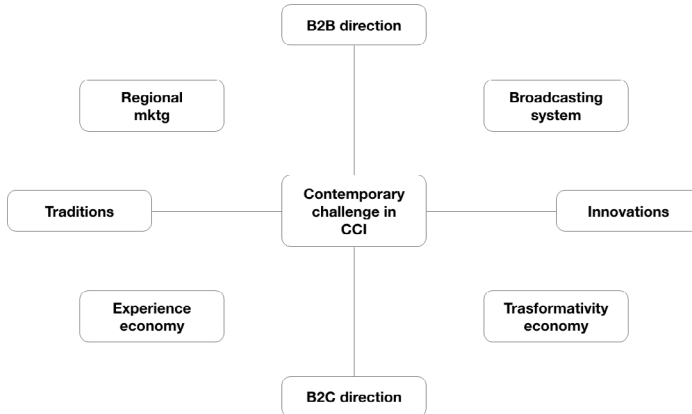 B2B direction
Regional
mktg
Broadcasting
system
Traditions
Contemporary
challenge in
CCI
Innovations
Experience
economy
Trasformativity
economy
B2C direction